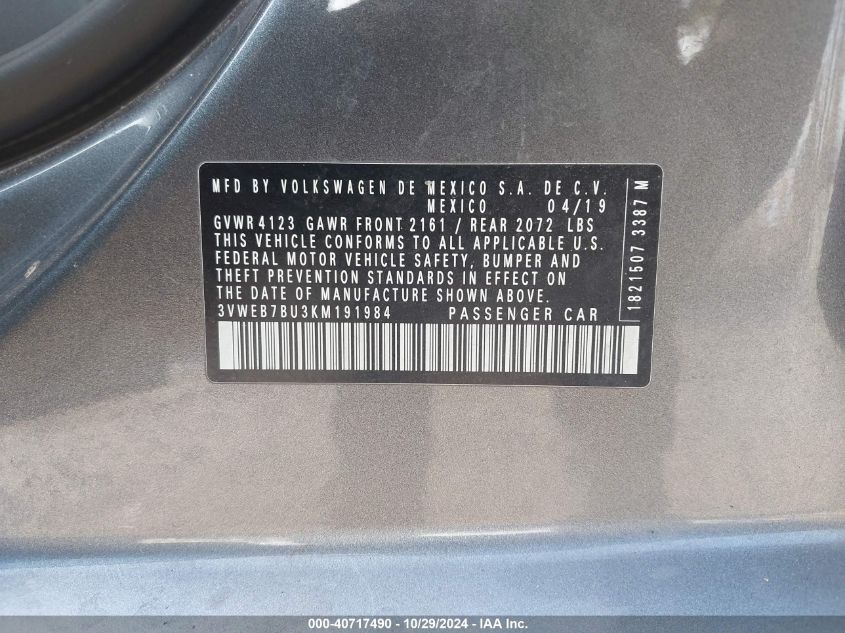 MFD BY VOLKSWAGEN DE MEXICO S.A. DE C.V.
MEXICO 04/19
GVWR 4123 GAWR FRONT 2161 / REAR 2072 LBS
THIS VEHICLE CONFORMS TO ALL APPLICABLE U.S.
FEDERAL MOTOR VEHICLE SAFETY, BUMPER AND
THEFT PREVENTION STANDARDS IN EFFECT ON
THE DATE OF MANUFACTURE SHOWN ABOVE.
3VWEB7BU3KM191984 PASSENGER CAR
1821507 3387 M
000-40717490 - 10/29/2024 - IAA Inc.